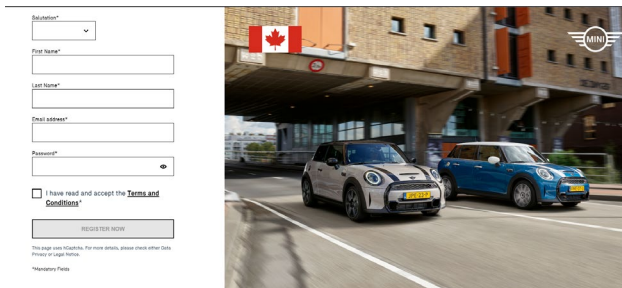 Salutation*
First Name*
Last Name*
Email address*
Password*
I have read and accept the Terms and
Conditions*
REGISTER NOW
This page uses hCaptcha. For more details, please check either Data
Privacy or Legal Notice.
*Mandatory Fields
MINI